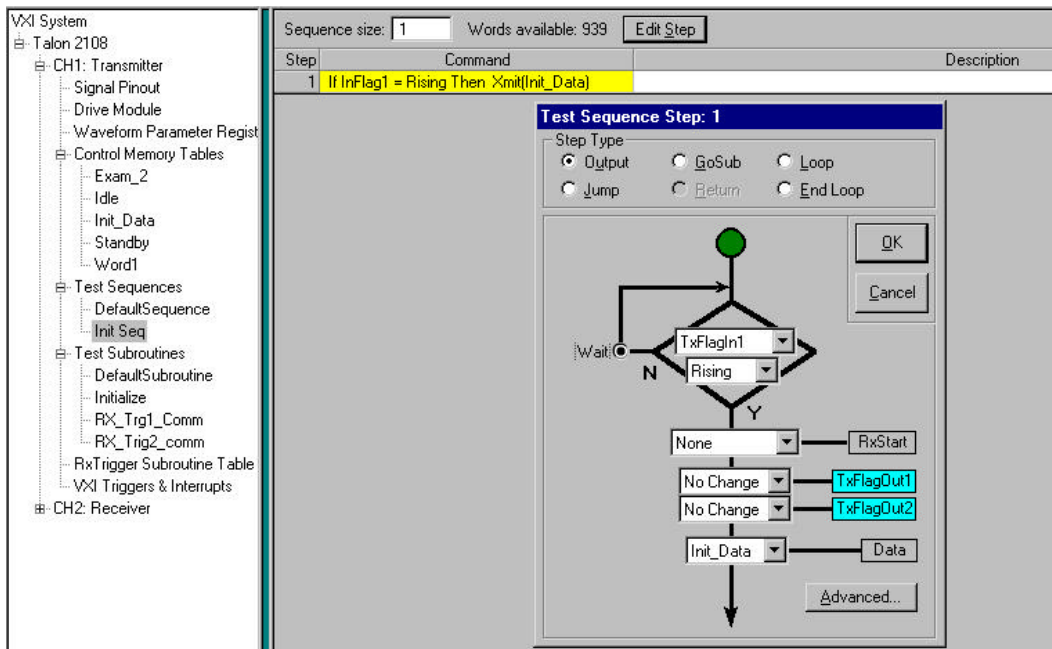 VXI System
Talon 2108
CH1: Transmitter
Signal Pinout
Drive Module
Waveform Parameter Regist
Control Memory Tables
Exam_2
Idle
Init_Data
Standby
Word1
Test Sequences
DefaultSequence
Init Seq
Test Subroutines
DefaultSubroutine
Initialize
RX_Trg1_Comm
RX_Trig2_comm
RxTrigger Subroutine Table
VXI Triggers & Interrupts
CH2: Receiver
Sequence size: 1 Words available: 939 Edit Step
Step Command Description
1 If InFlag1 = Rising Then Xmit(Init_Data)
Test Sequence Step: 1
Step Type
Output GoSub Loop
Jump Return End Loop
OK
Cancel
TxFlagIn1
Wait
Rising
N
Y
None RxStart
No Change TxFlagOut1
No Change TxFlagOut2
Init_Data Data
Advanced...